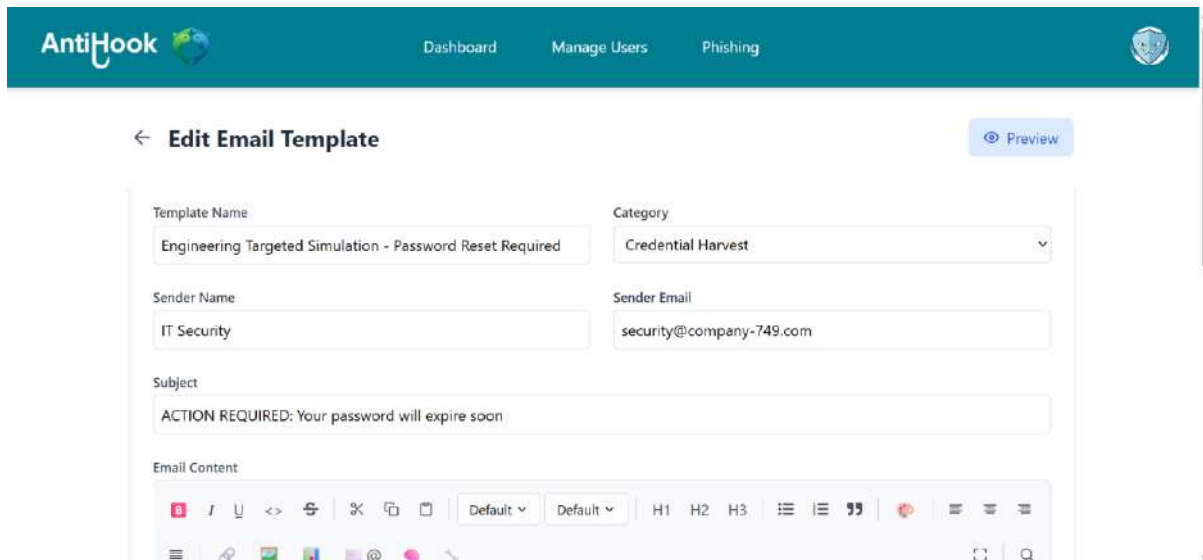 AntiHook
Dashboard Manage Users Phishing
← Edit Email Template
Preview
Template Name Category
Engineering Targeted Simulation - Password Reset Required Credential Harvest
Sender Name Sender Email
IT Security security@company-749.com
Subject
ACTION REQUIRED: Your password will expire soon
Email Content
B I U <> S Default Default H1 H2 H3
@